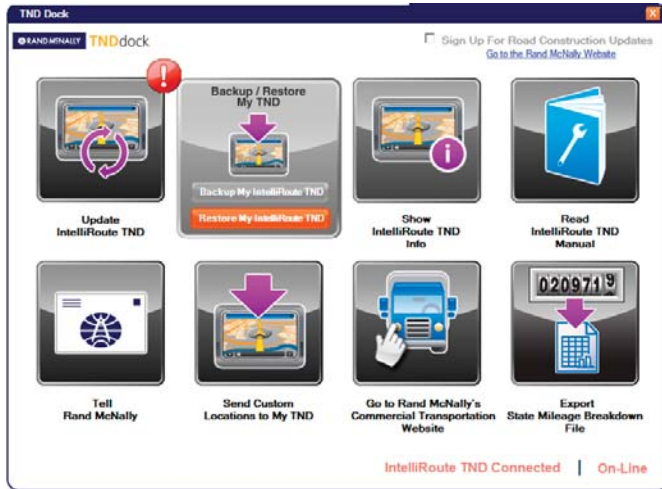 TND Dock
RAND MCNALLY TNDdock
Sign Up For Road Construction Updates
Go to the Rand McNally Website
Backup / Restore
My TND
Backup My IntelliRoute TND
Restore My IntelliRoute TND
Update
IntelliRoute TND
Show
IntelliRoute TND
Info
Read
IntelliRoute TND
Manual
0209719
Tell
Rand McNally
Send Custom
Locations to My TND
Go to Rand McNally's
Commercial Transportation
Website
Export
State Mileage Breakdown
File
IntelliRoute TND Connected | On-Line